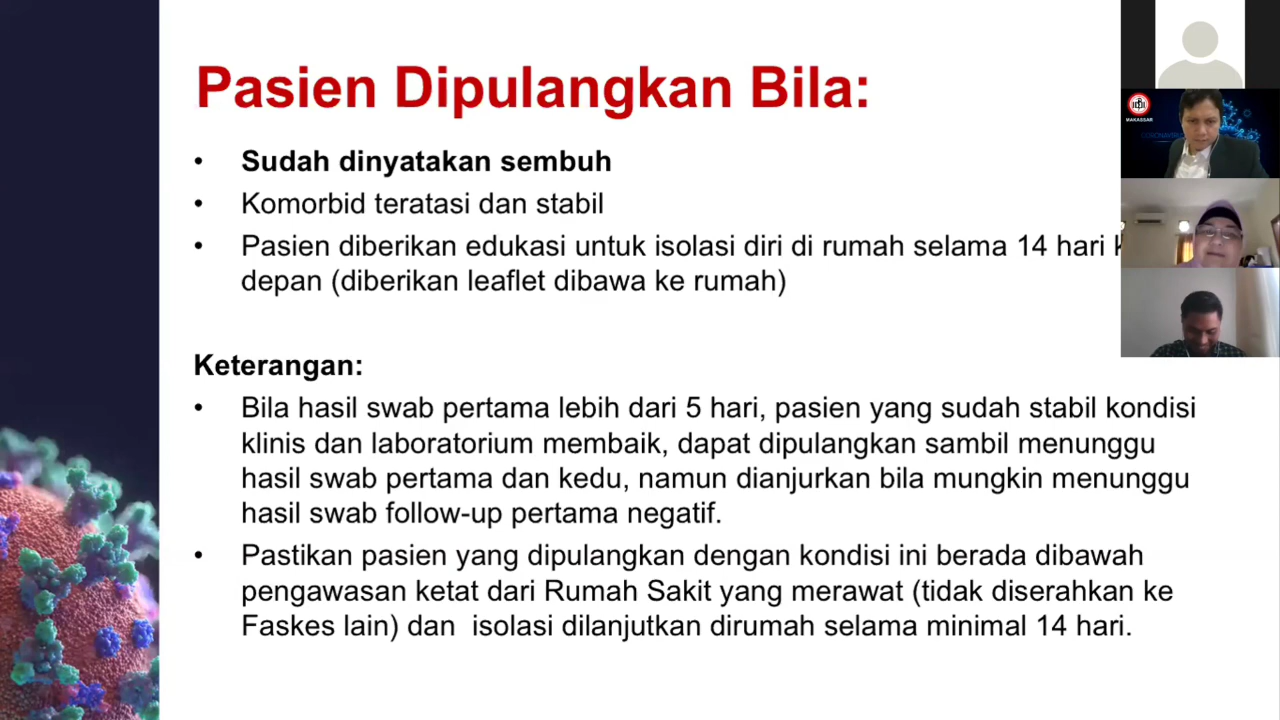 Pasien Dipulangkan Bila:
• Sudah dinyatakan sembuh
• Komorbid teratasi dan stabil
• Pasien diberikan edukasi untuk isolasi diri di rumah selama 14 hari
depan (diberikan leaflet dibawa ke rumah)
Keterangan:
• Bila hasil swab pertama lebih dari 5 hari, pasien yang sudah stabil kondisi
klinis dan laboratorium membaik, dapat dipulangkan sambil menunggu
hasil swab pertama dan kedu, namun dianjurkan bila mungkin menunggu
hasil swab follow-up pertama negatif.
• Pastikan pasien yang dipulangkan dengan kondisi ini berada dibawah
pengawasan ketat dari Rumah Sakit yang merawat (tidak diserahkan ke
Faskes lain) dan isolasi dilanjutkan dirumah selama minimal 14 hari.
MAKASSAR